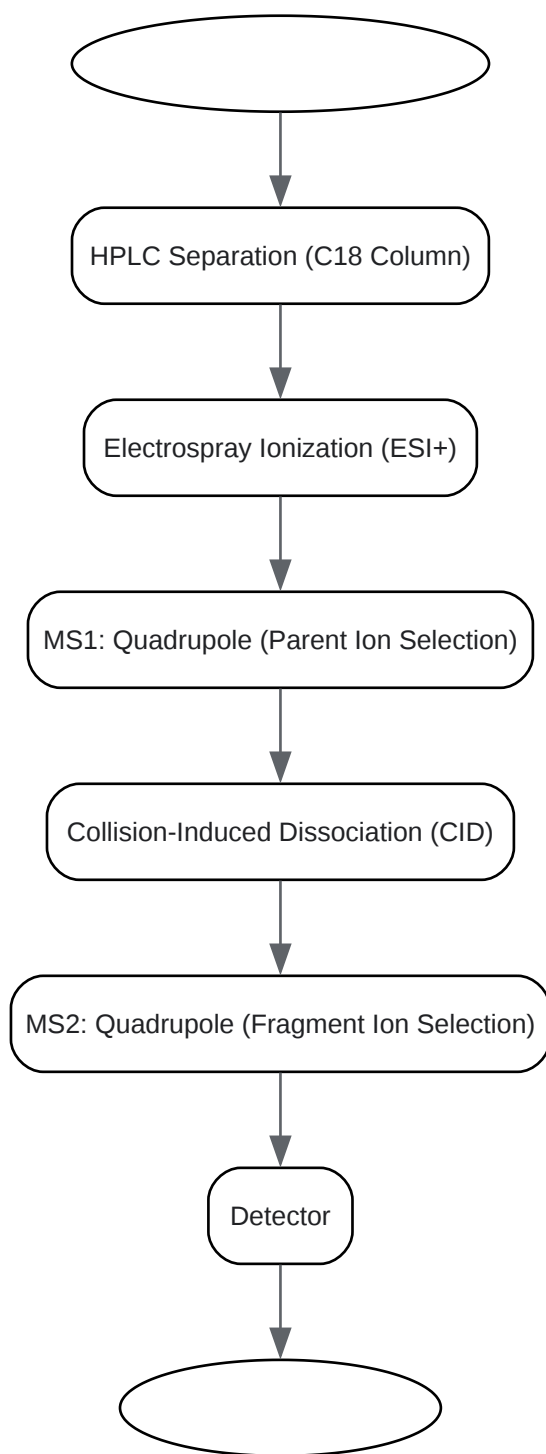 HPLC Separation (C18 Column)
Electrospray Ionization (ESI+)
MS1: Quadrupole (Parent Ion Selection)
Collision-Induced Dissociation (CID)
MS2: Quadrupole (Fragment Ion Selection)
Detector